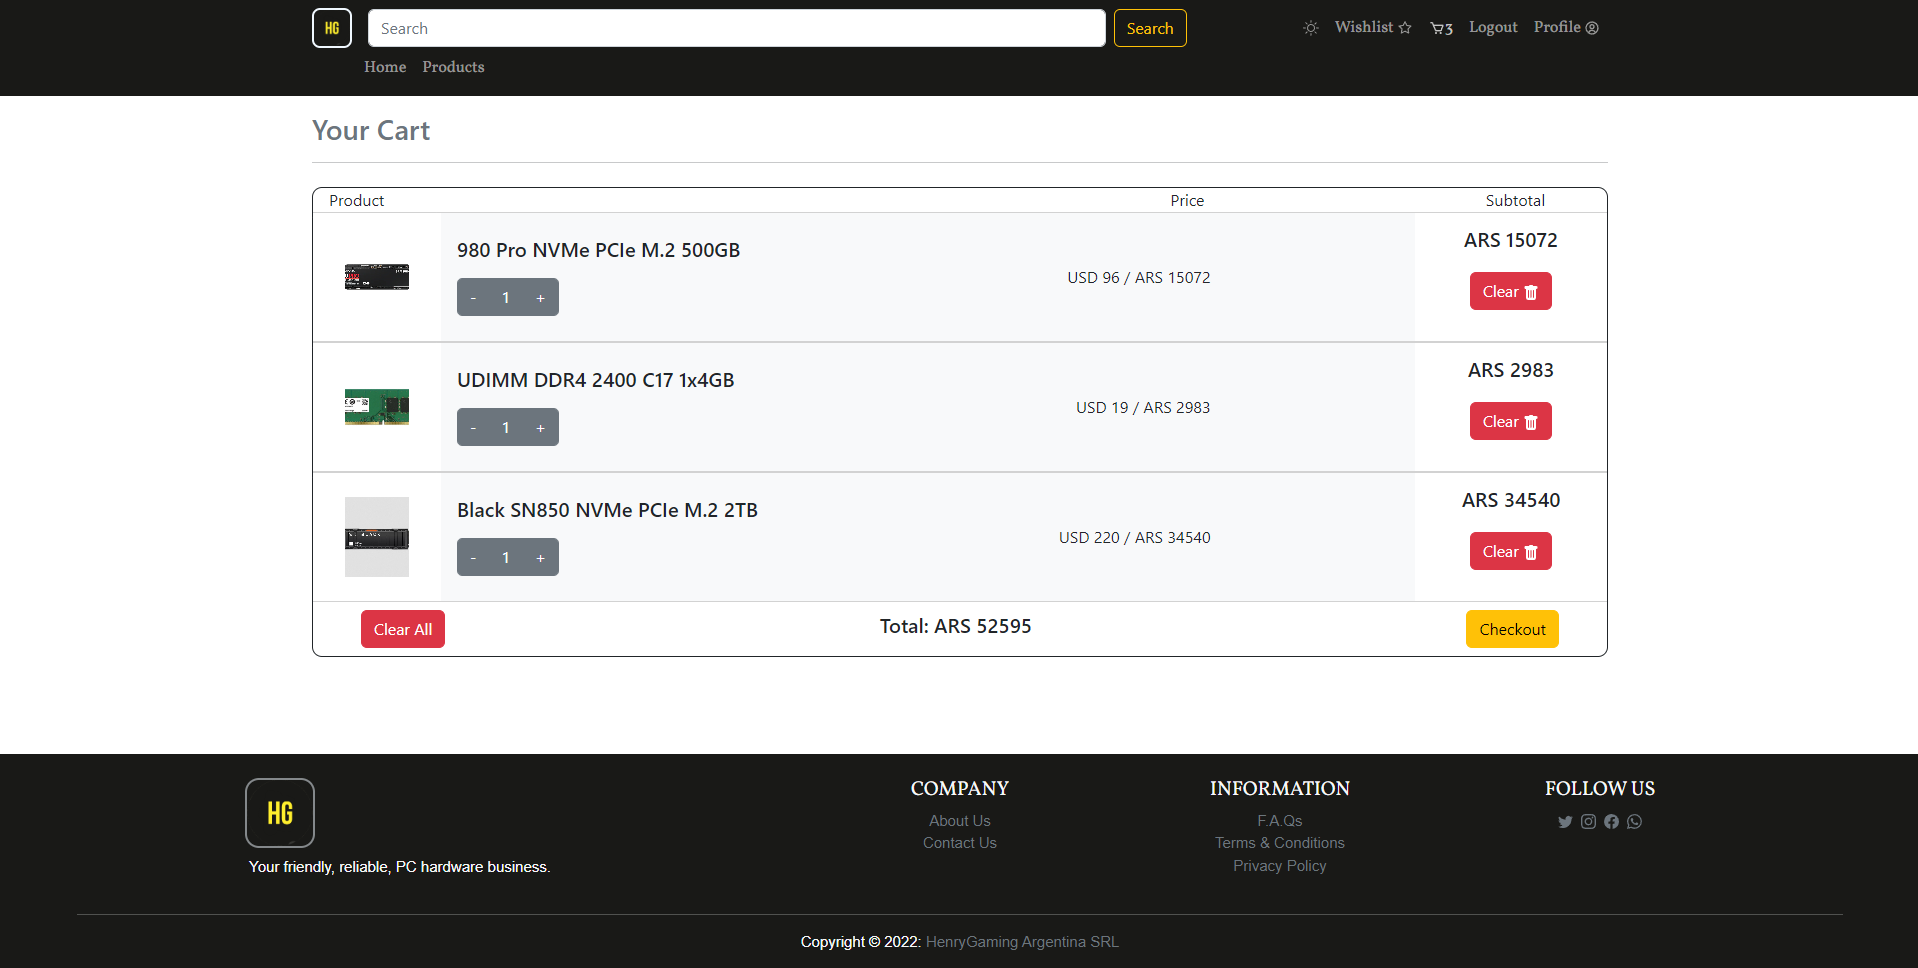 HG Search Search Wishlist 3 Logout Profile
Home Products
Your Cart
Product Price Subtotal
980 Pro NVMe PCIe M.2 500GB
- 1 +
USD 96 / ARS 15072
ARS 15072
Clear
UDIMM DDR4 2400 C17 1x4GB
- 1 +
USD 19 / ARS 2983
ARS 2983
Clear
Black SN850 NVMe PCIe M.2 2TB
- 1 +
USD 220 / ARS 34540
ARS 34540
Clear
Clear All Total: ARS 52595 Checkout
HG
Your friendly, reliable, PC hardware business.
COMPANY
About Us
Contact Us
INFORMATION
F.A.Qs
Terms & Conditions
Privacy Policy
FOLLOW US
Copyright © 2022: HenryGaming Argentina SRL